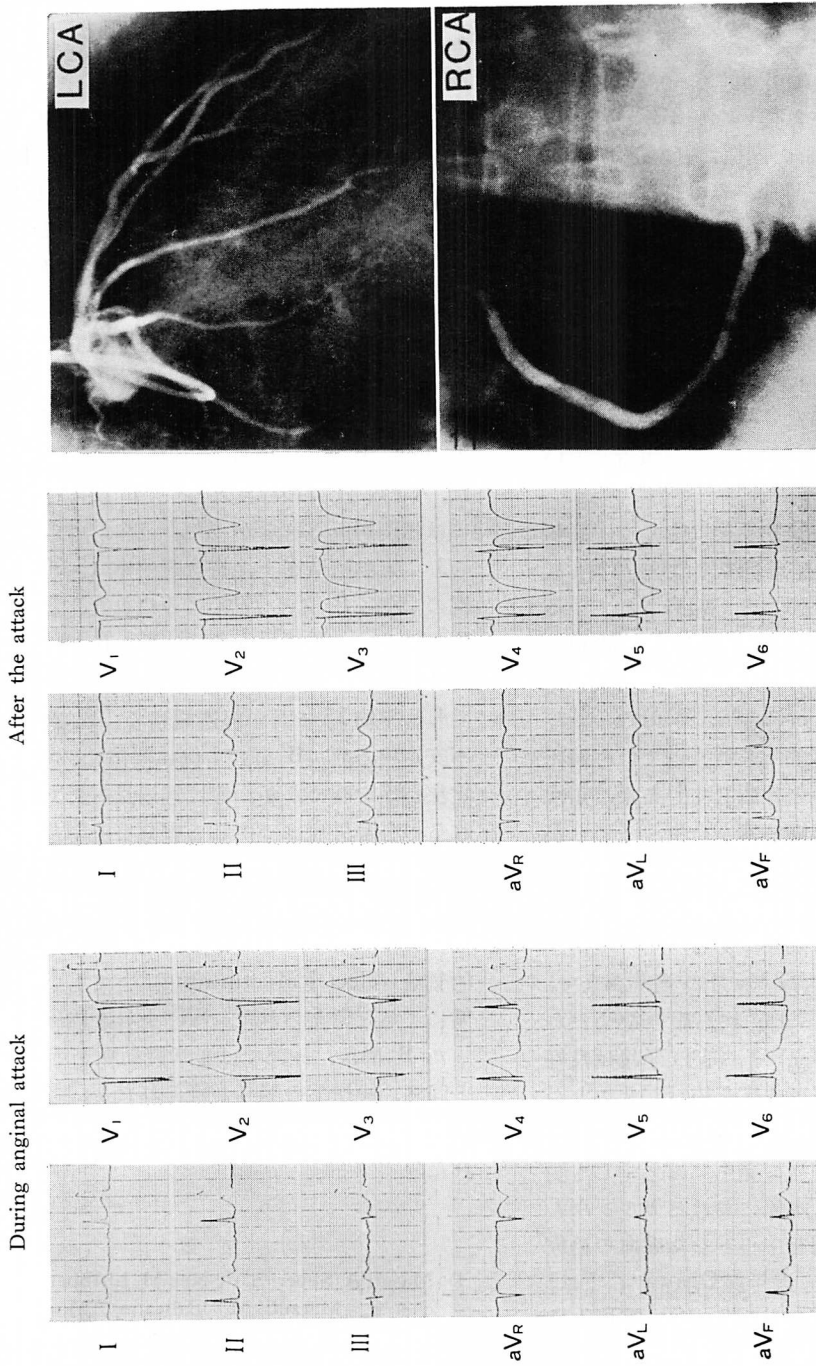 During anginal attack
I
II
III
aVR
aVL
aVF
V1
V2
V3
V4
V5
V6
After the attack
I
II
III
aVR
aVL
aVF
V1
V2
V3
V4
V5
V6
LCA
RCA